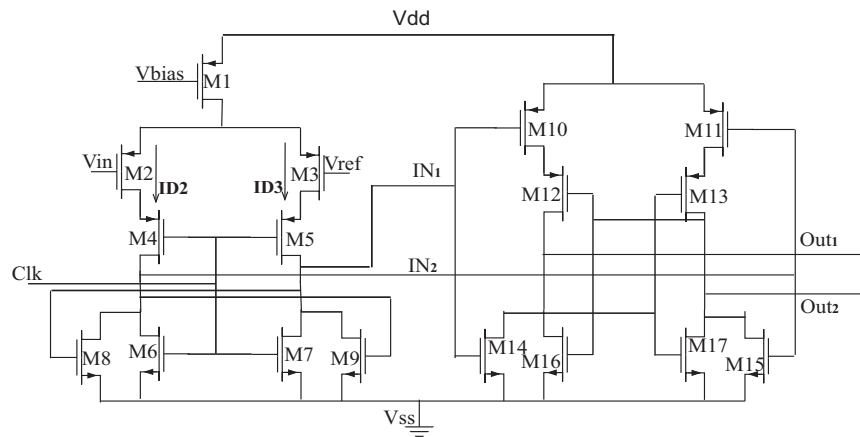 Vdd
Vbias
M1
M10
M11
Vin
M2
ID2
ID3
M3
Vref
IN1
M12
M13
M4
M5
Out1
Clk
IN2
Out2
M8
M6
M7
M9
M14
M16
M17
M15
Vss